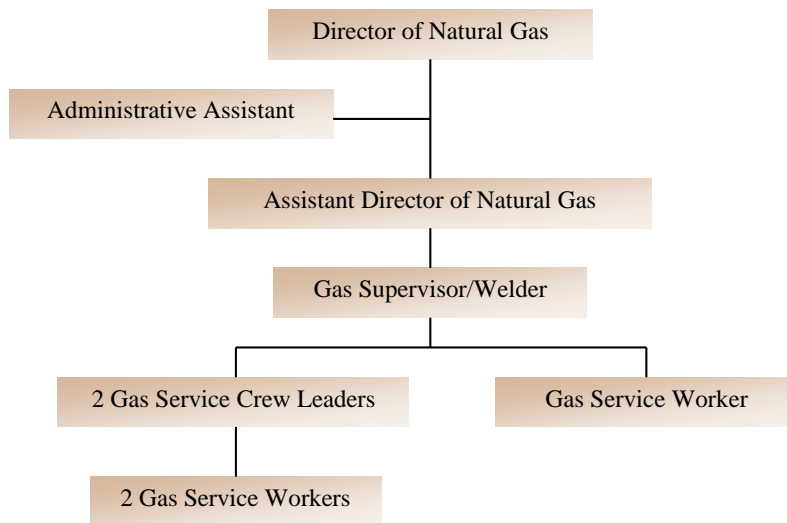 Director of Natural Gas
Administrative Assistant
Assistant Director of Natural Gas
Gas Supervisor/Welder
2 Gas Service Crew Leaders
Gas Service Worker
2 Gas Service Workers